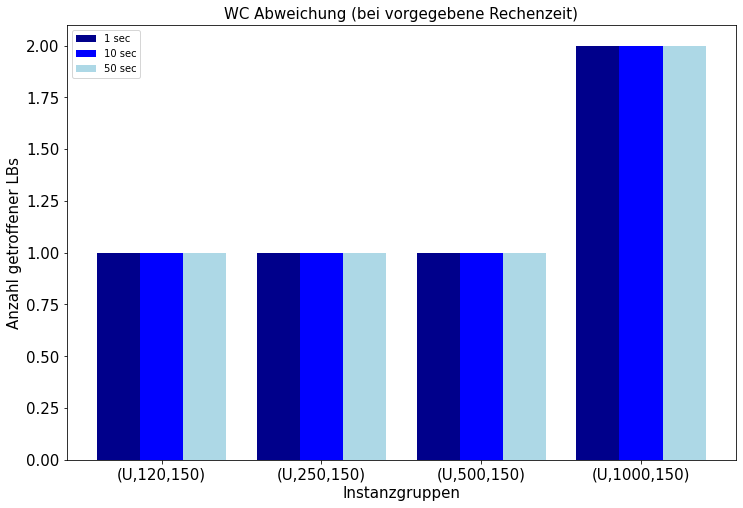 WC Abweichung (bei vorgegebene Rechenzeit)
1 sec
10 sec
50 sec
Anzahl getroffener LBs
2.00
1.75
1.50
1.25
1.00
0.75
0.50
0.25
0.00
(U,120,150) (U,250,150) (U,500,150) (U,1000,150)
Instanzgruppen